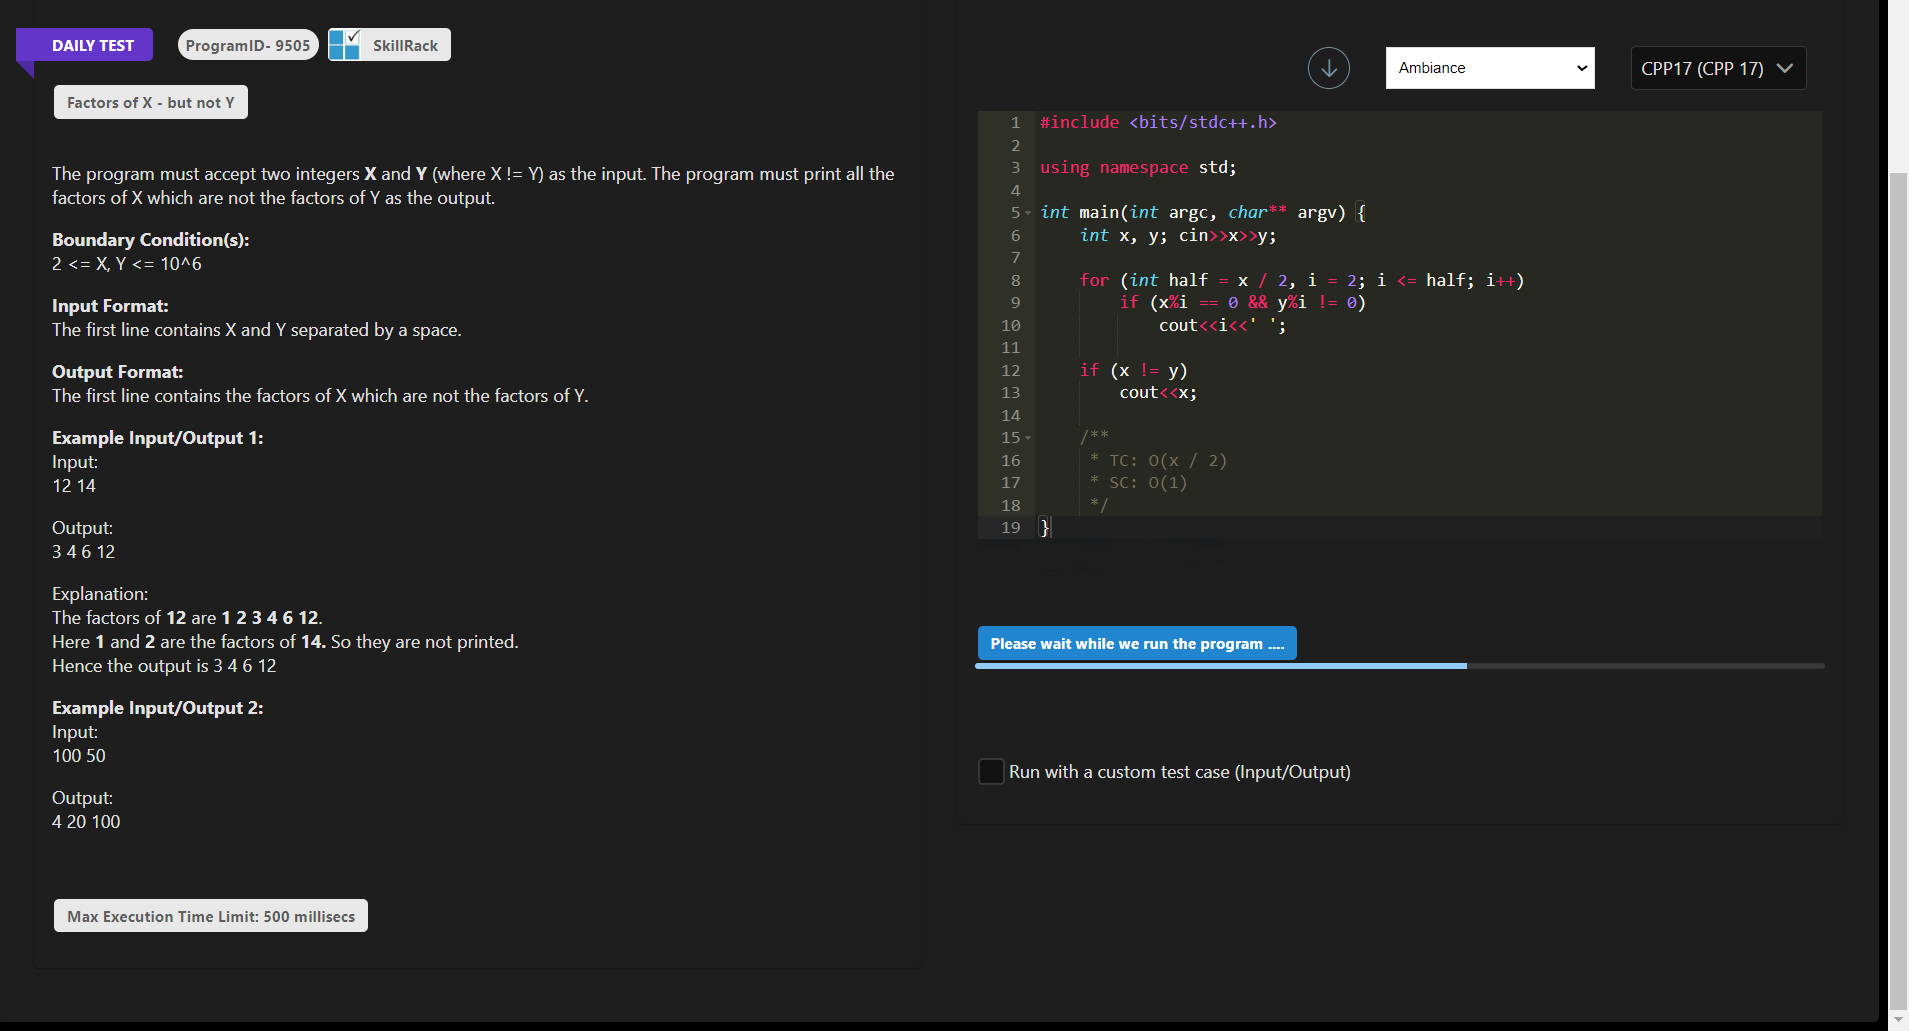 DAILY TEST
ProgramID- 9505
SkillRack
Factors of X - but not Y
The program must accept two integers X and Y (where X != Y) as the input. The program must print all the
factors of X which are not the factors of Y as the output.
Boundary Condition(s):
2 <= X, Y <= 10^6
Input Format:
The first line contains X and Y separated by a space.
Output Format:
The first line contains the factors of X which are not the factors of Y.
Example Input/Output 1:
Input:
12 14
Output:
3 4 6 12
Explanation:
The factors of 12 are 1 2 3 4 6 12.
Here 1 and 2 are the factors of 14. So they are not printed.
Hence the output is 3 4 6 12
Example Input/Output 2:
Input:
100 50
Output:
4 20 100
Max Execution Time Limit: 500 millisecs
Ambiance
CPP17 (CPP 17)
1 #include <bits/stdc++.h>
2
3 using namespace std;
4
5 int main(int argc, char** argv) {
6     int x, y; cin>>x>>y;
7
8     for (int half = x / 2, i = 2; i <= half; i++)
9         if (x%i == 0 && y%i != 0)
10             cout<<i<<' ';
11
12     if (x != y)
13         cout<<x;
14
15     /**
16      * TC: O(x / 2)
17      * SC: O(1)
18      */
19 }
Please wait while we run the program ....
Run with a custom test case (Input/Output)